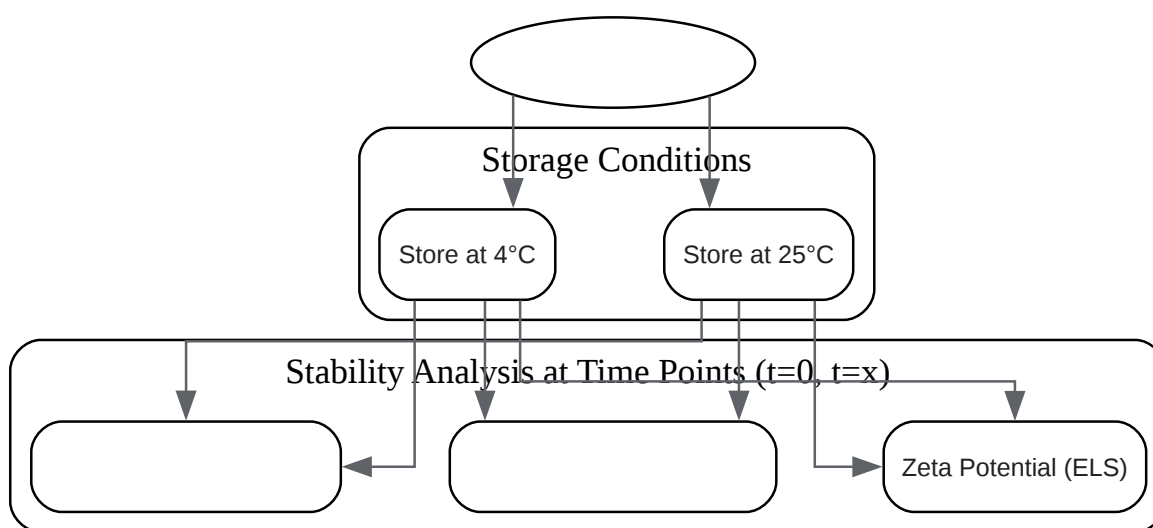 Storage Conditions
Store at 4°C
Store at 25°C
Stability Analysis at Time Points (t=0, t=x)
Zeta Potential (ELS)